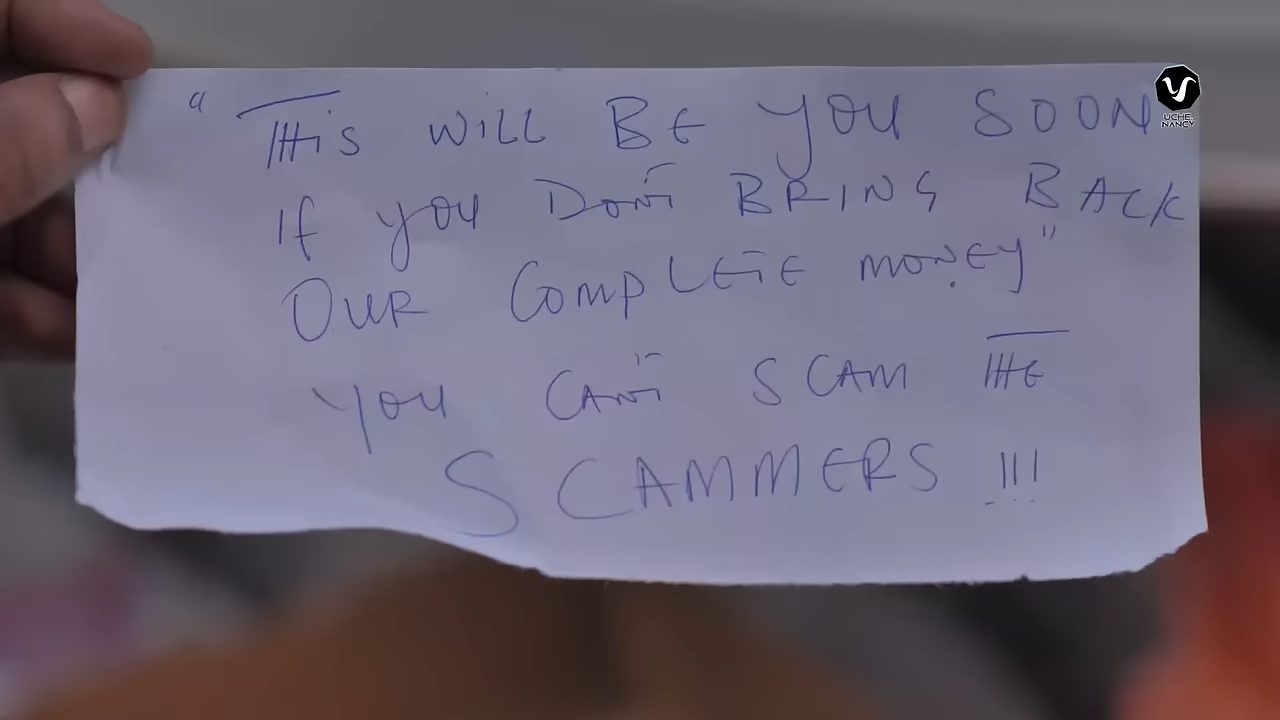 "THis WiLL BE YOU SOON
UCHE
NANCY
If you DON'T BRING BACK
OUR COMPLETE MONEY"
YOU CAN'T SCAM THE
SCAMMERS !!!